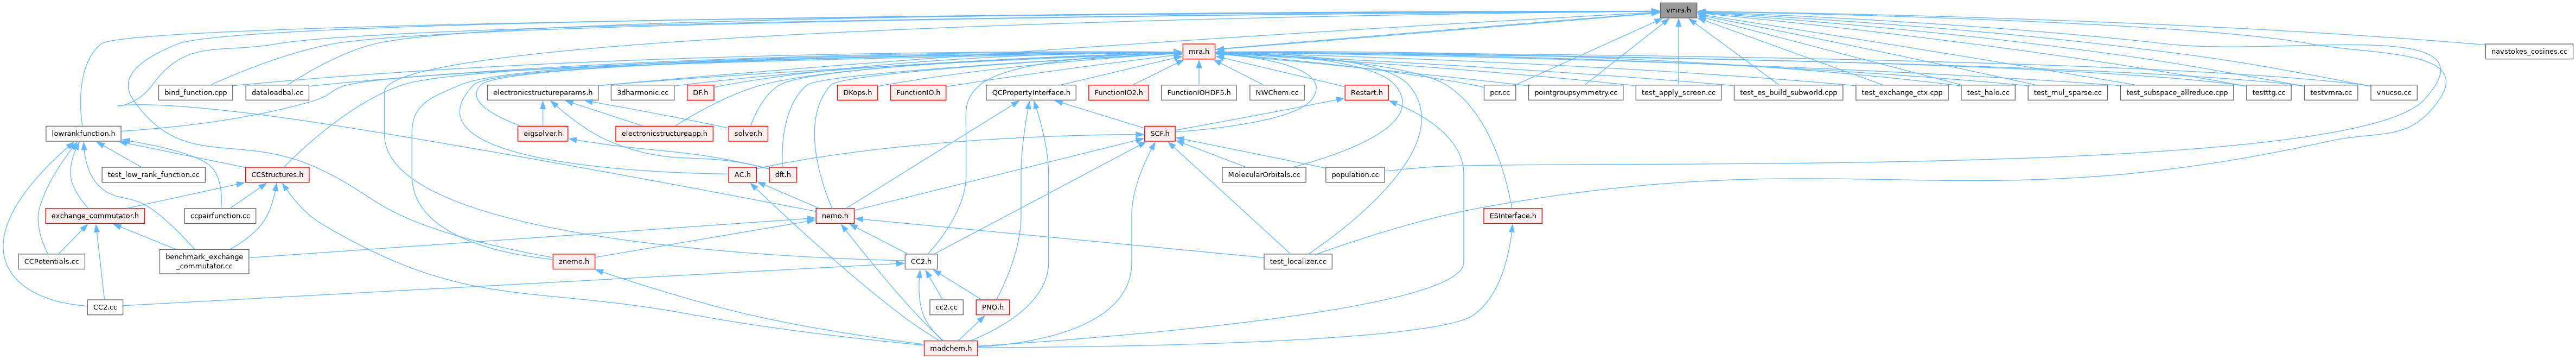 vmra.h
mra.h
navstokes_cosines.cc
bind_function.cpp
dataloadbal.cc
electronicstructureparams.h
3dharmonic.cc
DF.h
DKops.h
FunctionIO.h
QCPropertyInterface.h
FunctionIO2.h
FunctionIOHDF5.h
NWChem.cc
Restart.h
pcr.cc
pointgroupsymmetry.cc
test_apply_screen.cc
test_es_build_subworld.cpp
test_exchange_ctx.cpp
test_halo.cc
test_mul_sparse.cc
test_subspace_allreduce.cpp
testttg.cc
testvmra.cc
vnucso.cc
lowrankfunction.h
eigsolver.h
electronicstructureapp.h
solver.h
SCF.h
test_low_rank_function.cc
CCStructures.h
AC.h
dft.h
MolecularOrbitals.cc
population.cc
exchange_commutator.h
ccpairfunction.cc
nemo.h
ESInterface.h
CCPotentials.cc
benchmark_exchange
_commutator.cc
znemo.h
CC2.h
test_localizer.cc
CC2.cc
cc2.cc
PNO.h
madchem.h